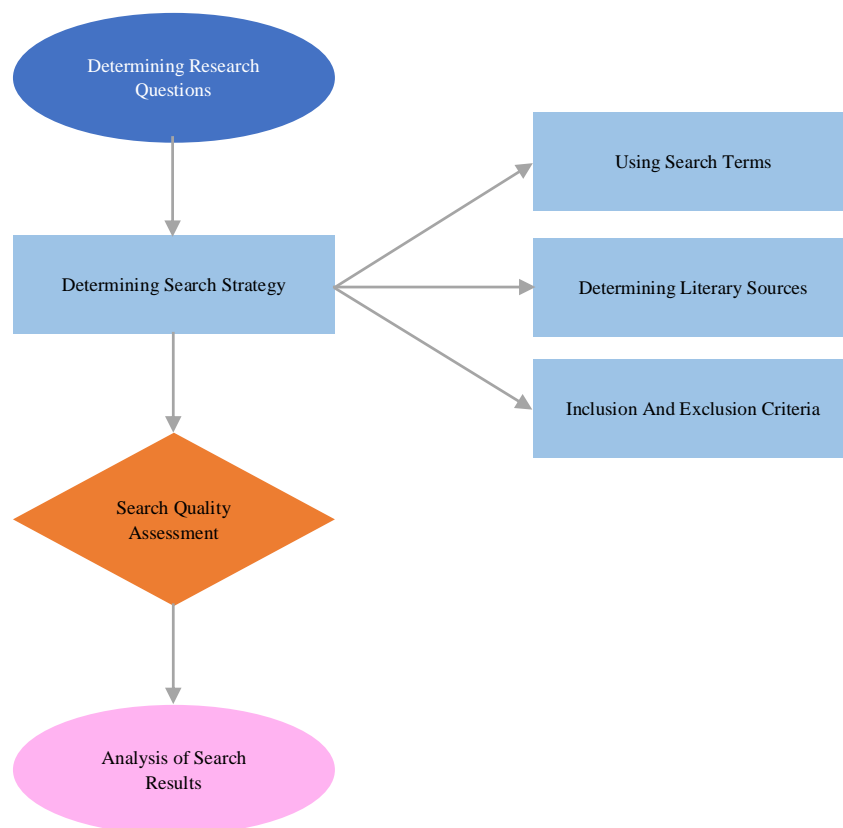 Determining Research
Questions
Using Search Terms
Determining Search Strategy
Determining Literary Sources
Inclusion And Exclusion Criteria
Search Quality
Assessment
Analysis of Search
Results